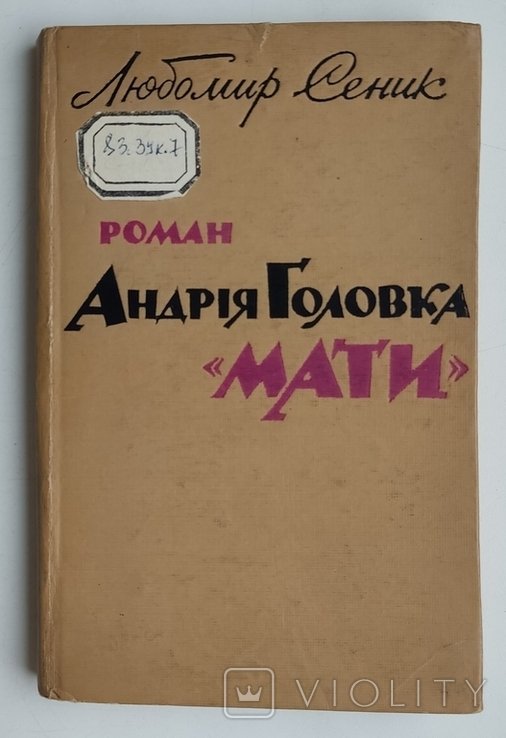 Любомир Сеник
83.3Ук.7
РОМАН
АНДРІЯ ГОЛОВКА
«МАТИ»
VIOLITY